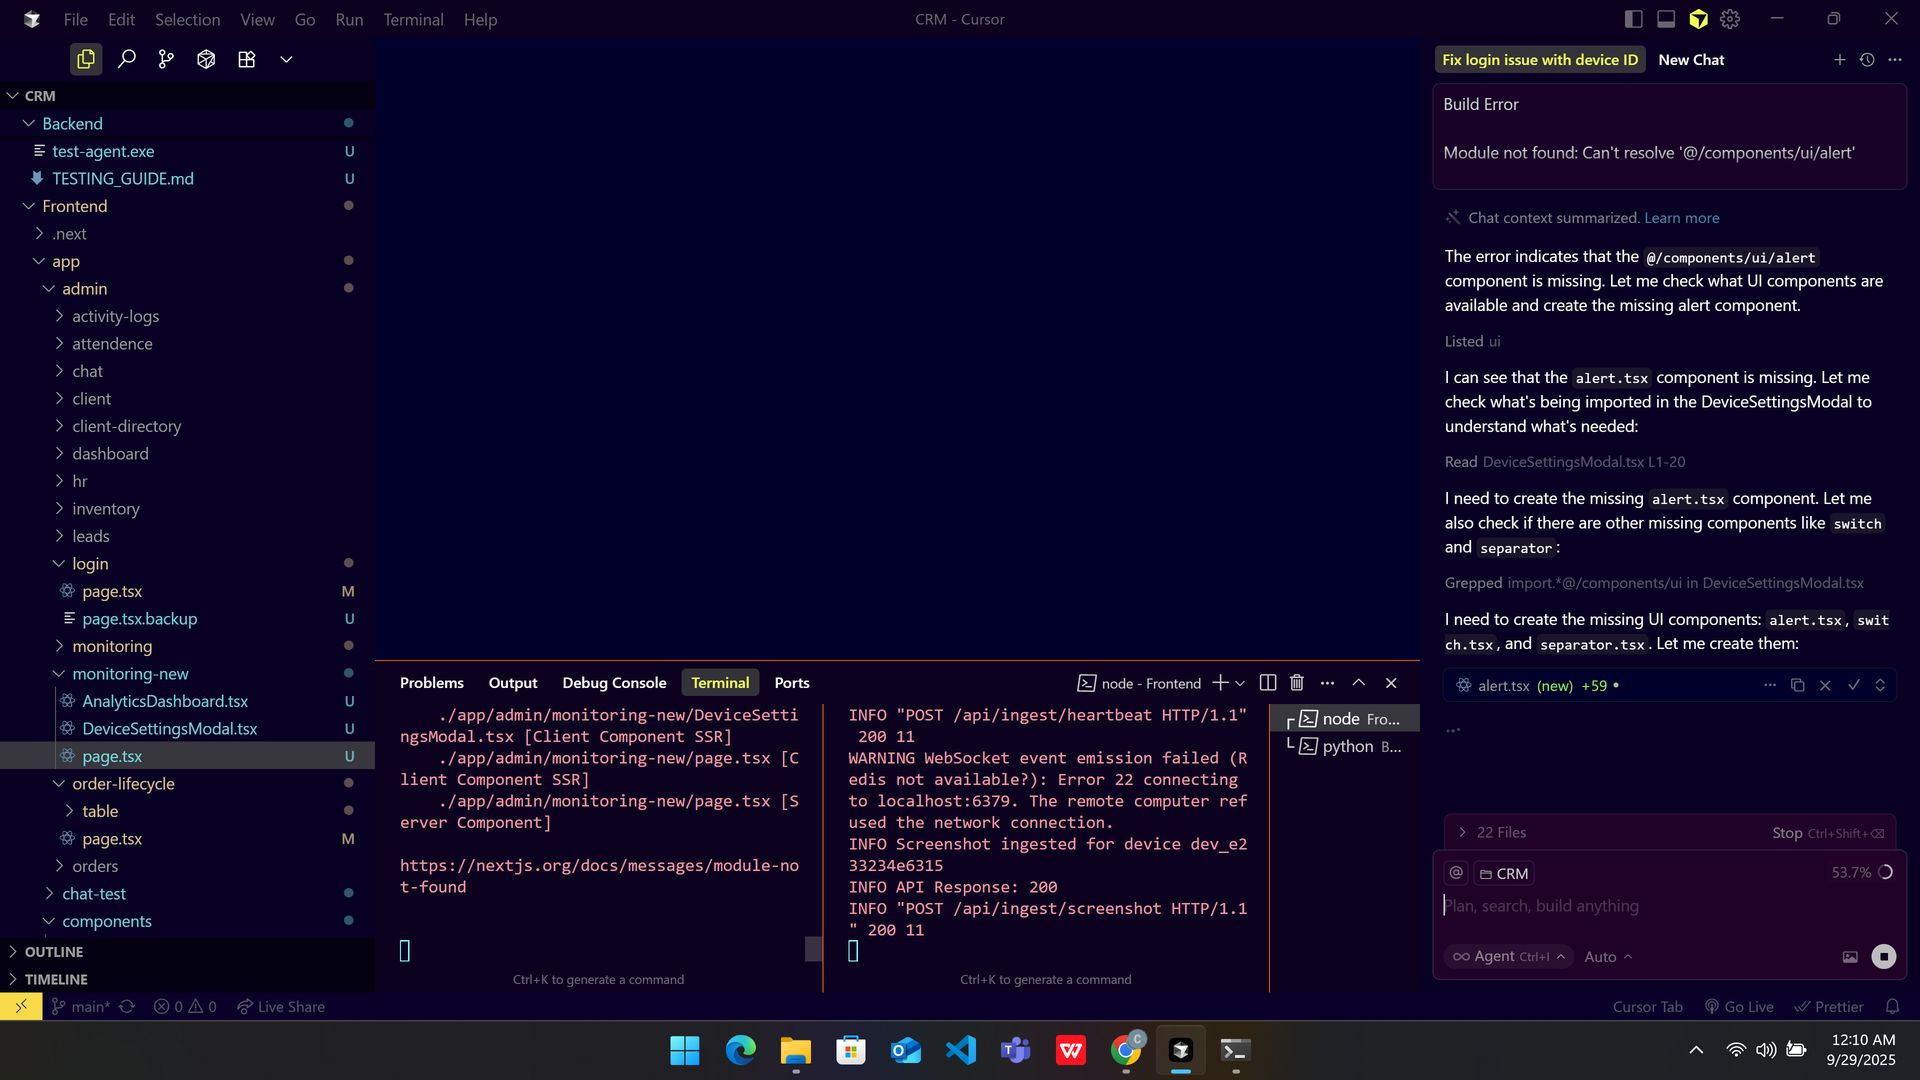 File Edit Selection View Go Run Terminal Help
CRM - Cursor
CRM
Backend
test-agent.exe U
TESTING_GUIDE.md U
Frontend
.next
app
admin
activity-logs
attendence
chat
client
client-directory
dashboard
hr
inventory
leads
login
page.tsx M
page.tsx.backup U
monitoring
monitoring-new
AnalyticsDashboard.tsx U
DeviceSettingsModal.tsx U
page.tsx U
order-lifecycle
table
page.tsx M
orders
chat-test
components
OUTLINE
TIMELINE
Problems Output Debug Console Terminal Ports
node - Frontend
./app/admin/monitoring-new/DeviceSetti
ngsModal.tsx [Client Component SSR]
./app/admin/monitoring-new/page.tsx [C
lient Component SSR]
./app/admin/monitoring-new/page.tsx [S
erver Component]
https://nextjs.org/docs/messages/module-no
t-found
Ctrl+K to generate a command
INFO "POST /api/ingest/heartbeat HTTP/1.1"
200 11
WARNING WebSocket event emission failed (R
edis not available?): Error 22 connecting
to localhost:6379. The remote computer ref
used the network connection.
INFO Screenshot ingested for device dev_e2
33234e6315
INFO API Response: 200
INFO "POST /api/ingest/screenshot HTTP/1.1
" 200 11
Ctrl+K to generate a command
node Fro...
python B...
Fix login issue with device ID New Chat
Build Error
Module not found: Can't resolve '@/components/ui/alert'
Chat context summarized. Learn more
The error indicates that the @/components/ui/alert
component is missing. Let me check what UI components are
available and create the missing alert component.
Listed ui
I can see that the alert.tsx component is missing. Let me
check what's being imported in the DeviceSettingsModal to
understand what's needed:
Read DeviceSettingsModal.tsx L1-20
I need to create the missing alert.tsx component. Let me
also check if there are other missing components like switch
and separator:
Grepped import.*@/components/ui in DeviceSettingsModal.tsx
I need to create the missing UI components: alert.tsx, swit
ch.tsx, and separator.tsx. Let me create them:
alert.tsx (new) +59
22 Files Stop Ctrl+Shift+⌫
@ CRM 53.7%
Plan, search, build anything
Agent Ctrl+I Auto
main* 0 0 Live Share
Cursor Tab Go Live Prettier
12:10 AM
9/29/2025